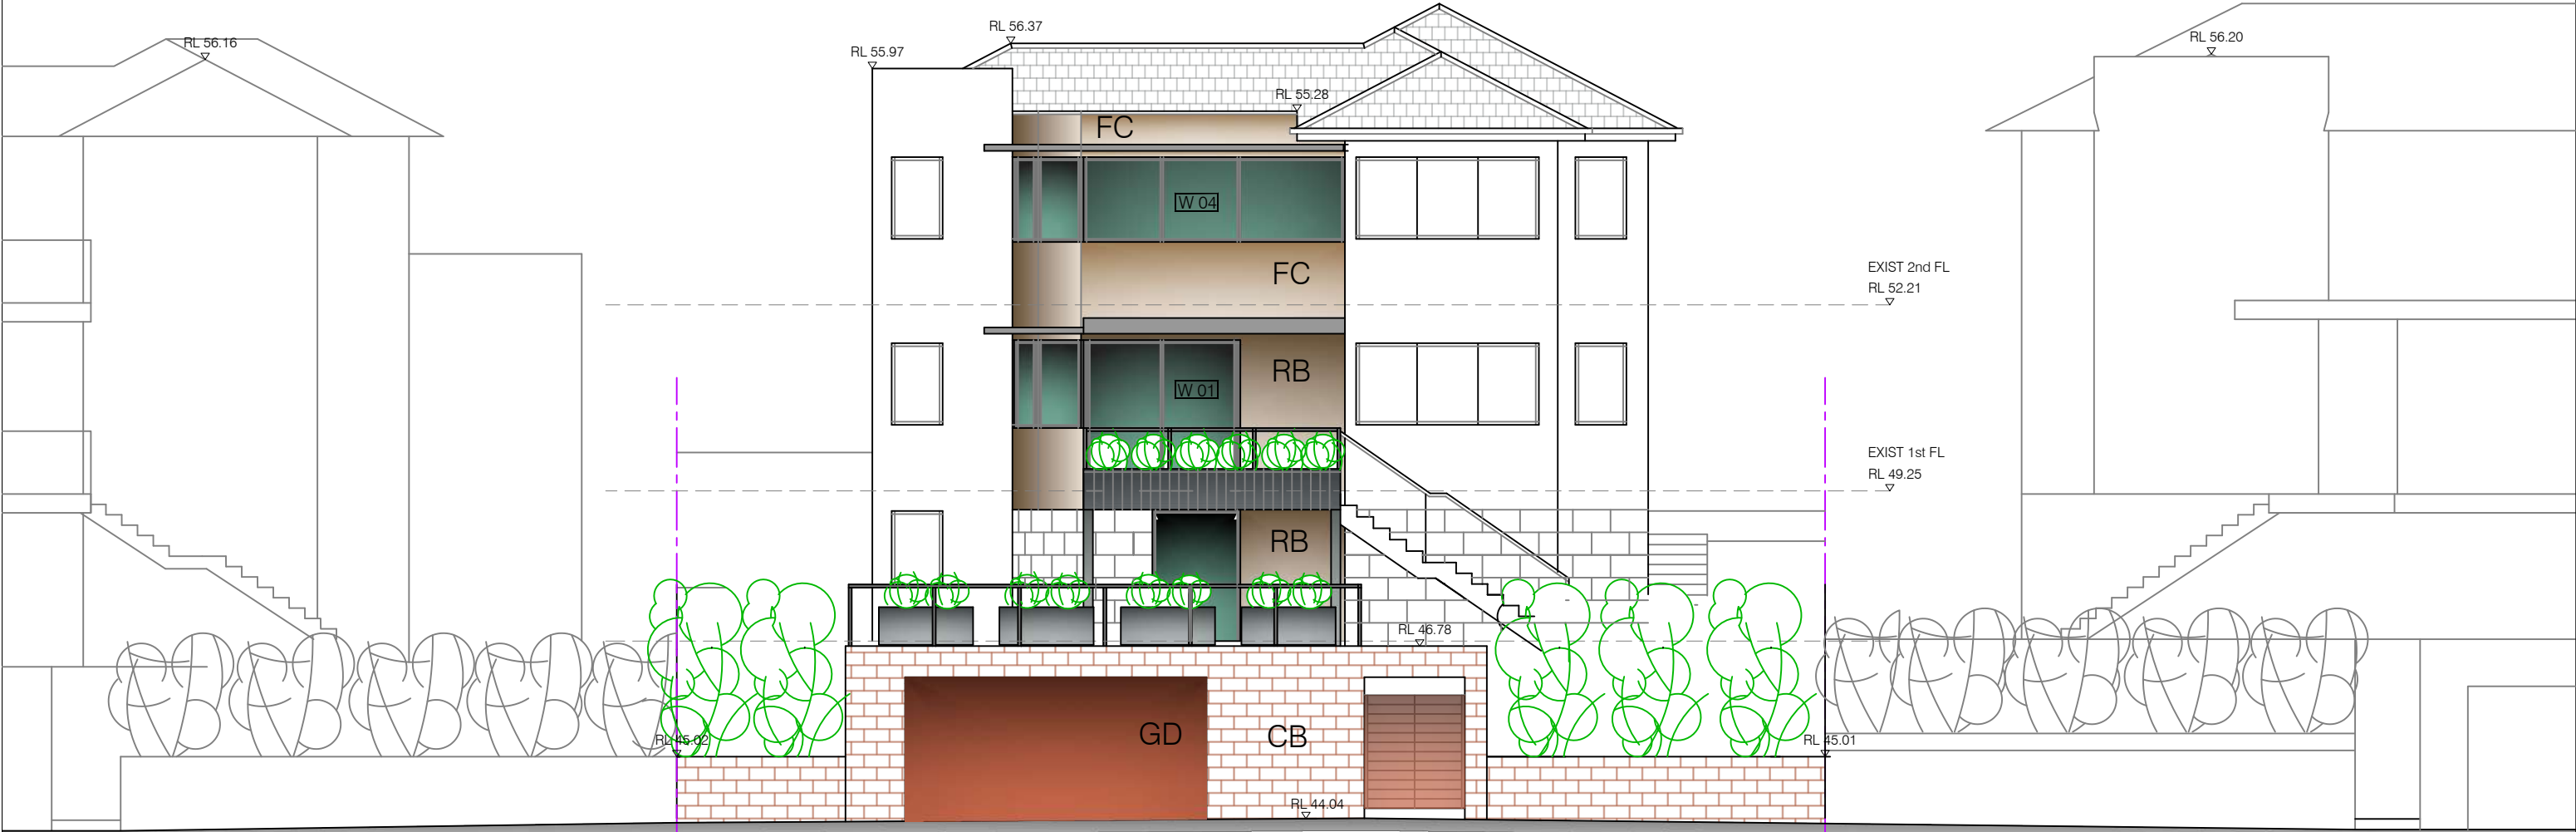 RL 56.37
RL 56.16
RL 56.20
RL 55.97
RL 55.28
FC
W 04
EXIST 2nd FL
FC
RL 52.21
RB
W 01
EXIST 1st FL
RL 49.25
RB
RL 46.78
GD
CB
RL 45.02
RL 45.01
RL 44.04